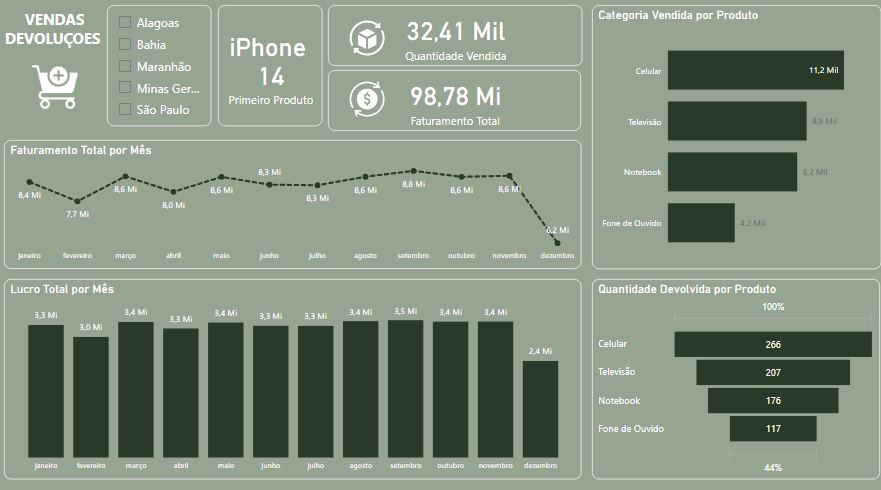 VENDAS
DEVOLUÇOES
Alagoas
Bahia
Maranhão
Minas Ger...
São Paulo
iPhone
14
Primeiro Produto
32,41 Mil
Quantidade Vendida
98,78 Mi
Faturamento Total
Categoria Vendida por Produto
Celular
11,2 Mil
Televisão
8,8 Mil
Notebook
8,2 Mil
Fone de Ouvido
4,2 Mil
Faturamento Total por Mês
8,4 Mi
7,7 Mi
8,6 Mi
8,0 Mi
8,6 Mi
8,3 Mi
8,3 Mi
8,6 Mi
8,8 Mi
8,6 Mi
8,6 Mi
6,2 Mi
janeiro
fevereiro
março
abril
maio
junho
julho
agosto
setembro
outubro
novembro
dezembro
Lucro Total por Mês
3,3 Mi
3,0 Mi
3,4 Mi
3,3 Mi
3,4 Mi
3,3 Mi
3,3 Mi
3,4 Mi
3,5 Mi
3,4 Mi
3,4 Mi
2,4 Mi
janeiro
fevereiro
março
abril
maio
junho
julho
agosto
setembro
outubro
novembro
dezembro
Quantidade Devolvida por Produto
100%
Celular
266
Televisão
207
Notebook
176
Fone de Ouvido
117
44%